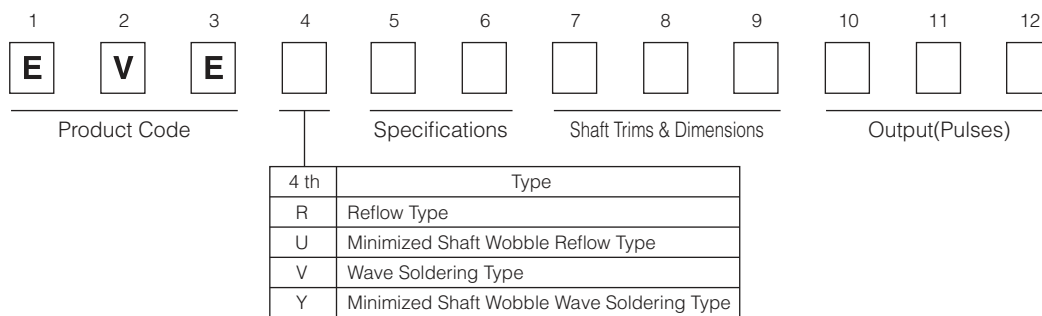 1 2 3 4 5 6 7 8 9 10 11 12
E V E
Product Code Specifications Shaft Trims & Dimensions Output(Pulses)
4 th Type
R Reflow Type
U Minimized Shaft Wobble Reflow Type
V Wave Soldering Type
Y Minimized Shaft Wobble Wave Soldering Type